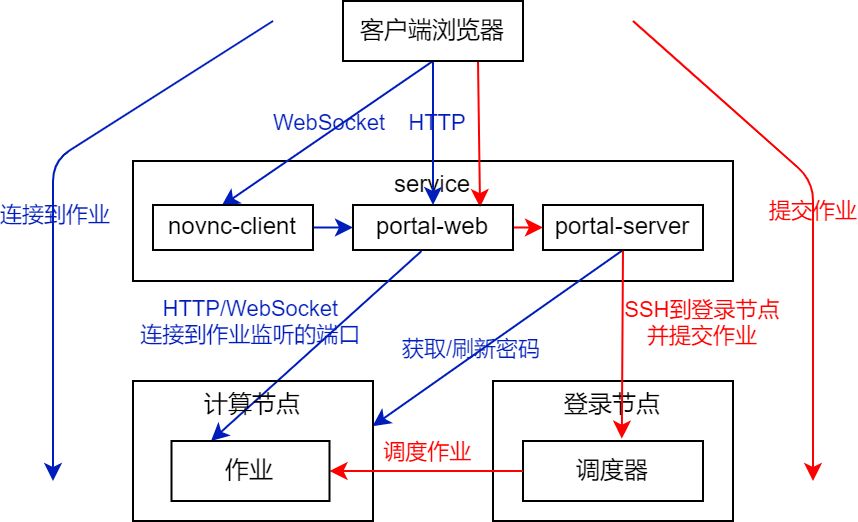 客户端浏览器
WebSocket
HTTP
service
连接到作业
提交作业
novnc-client
portal-web
portal-server
HTTP/WebSocket
连接到作业监听的端口
SSH到登录节点
并提交作业
获取/刷新密码
计算节点
登录节点
调度作业
作业
调度器